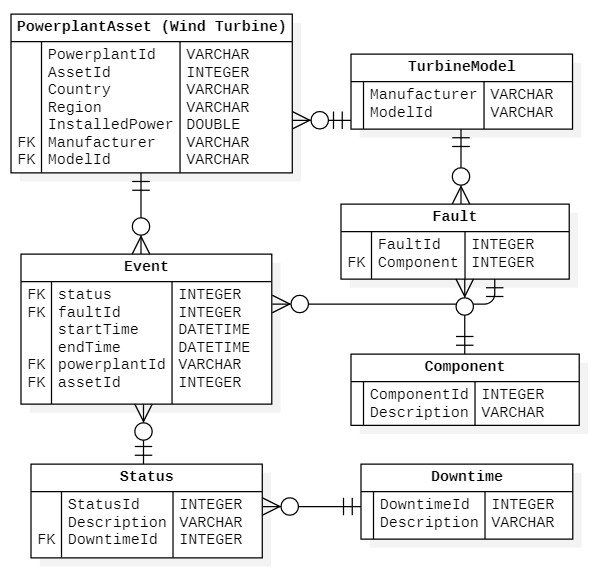 PowerplantAsset (Wind Turbine)
PowerplantId VARCHAR
AssetId INTEGER
Country VARCHAR
Region VARCHAR
InstalledPower DOUBLE
FK Manufacturer VARCHAR
FK ModelId VARCHAR
TurbineModel
Manufacturer VARCHAR
ModelId VARCHAR
Fault
FaultId INTEGER
FK Component INTEGER
Event
FK status INTEGER
FK faultId INTEGER
startTime DATETIME
endTime DATETIME
FK powerplantId VARCHAR
FK assetId INTEGER
Component
ComponentId INTEGER
Description VARCHAR
Status
StatusId INTEGER
Description VARCHAR
FK DowntimeId INTEGER
Downtime
DowntimeId INTEGER
Description VARCHAR